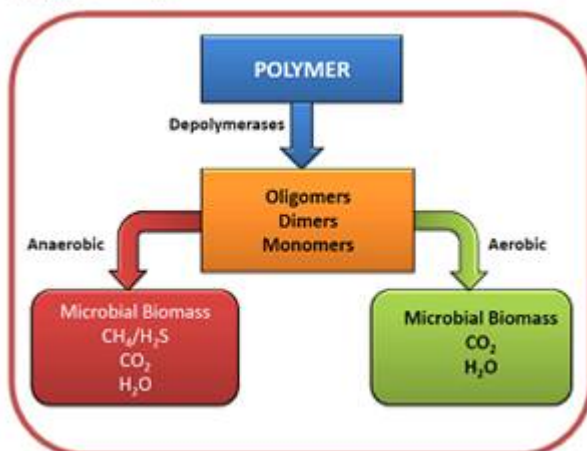 POLYMER
Depolymerases
Oligomers
Dimers
Monomers
Anaerobic
Aerobic
Microbial Biomass
CH₄/H₂S
CO₂
H₂O
Microbial Biomass
CO₂
H₂O